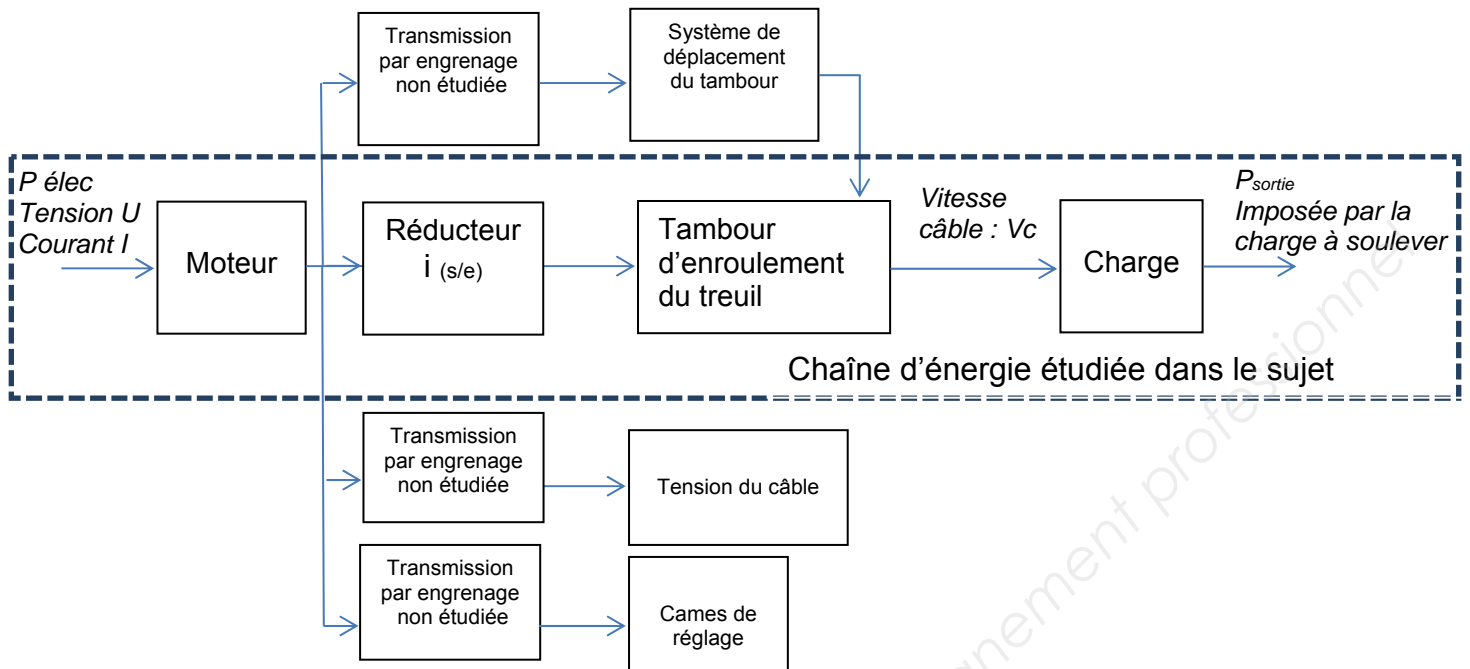 Transmission
par engrenage
non étudiée
Système de
déplacement
du tambour
P élec
Tension U
Courant I
Moteur
Réducteur
i (s/e)
Tambour
d'enroulement
du treuil
Vitesse
câble : Vc
Charge
Psortie
Imposée par la
charge à soulever
Chaîne d'énergie étudiée dans le sujet
Transmission
par engrenage
non étudiée
Tension du câble
Transmission
par engrenage
non étudiée
Cames de
réglage